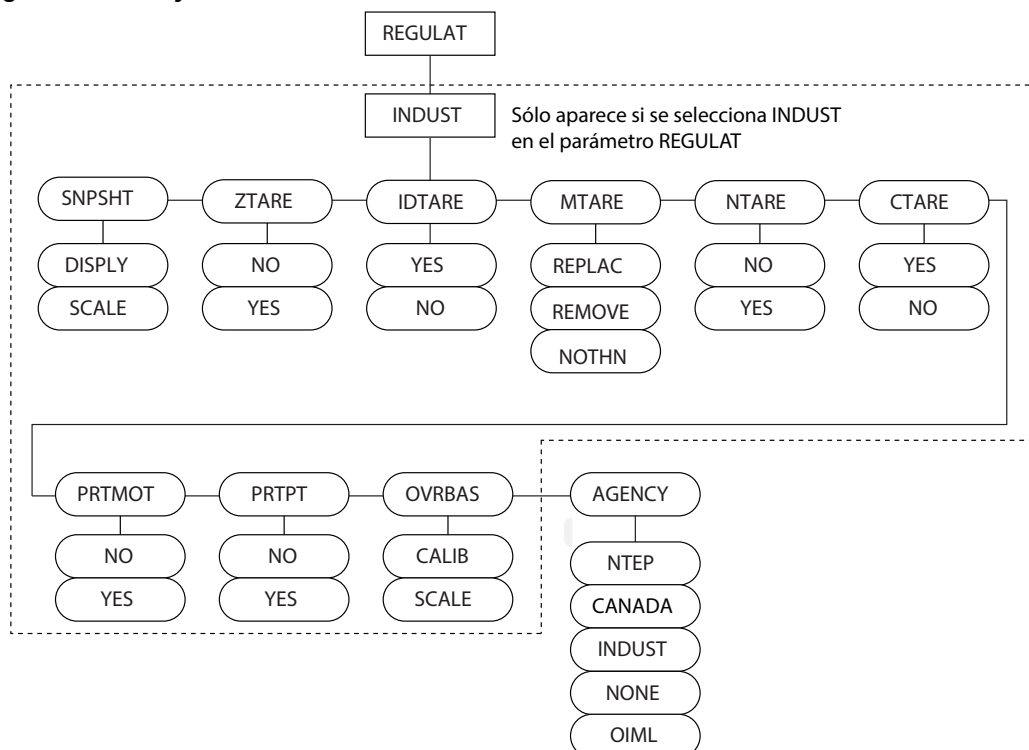 REGULAT
INDUST
Sólo aparece si se selecciona INDUST
en el parámetro REGULAT
SNPSHT ZTARE IDTARE MTARE NTARE CTARE
DISPLY NO YES REPLAC NO YES
SCALE YES NO REMOVE YES NO
NOTHN
PRTMOT PRTPT OVRBAS AGENCY
NO NO CALIB NTEP
YES YES SCALE CANADA
INDUST
NONE
OIML